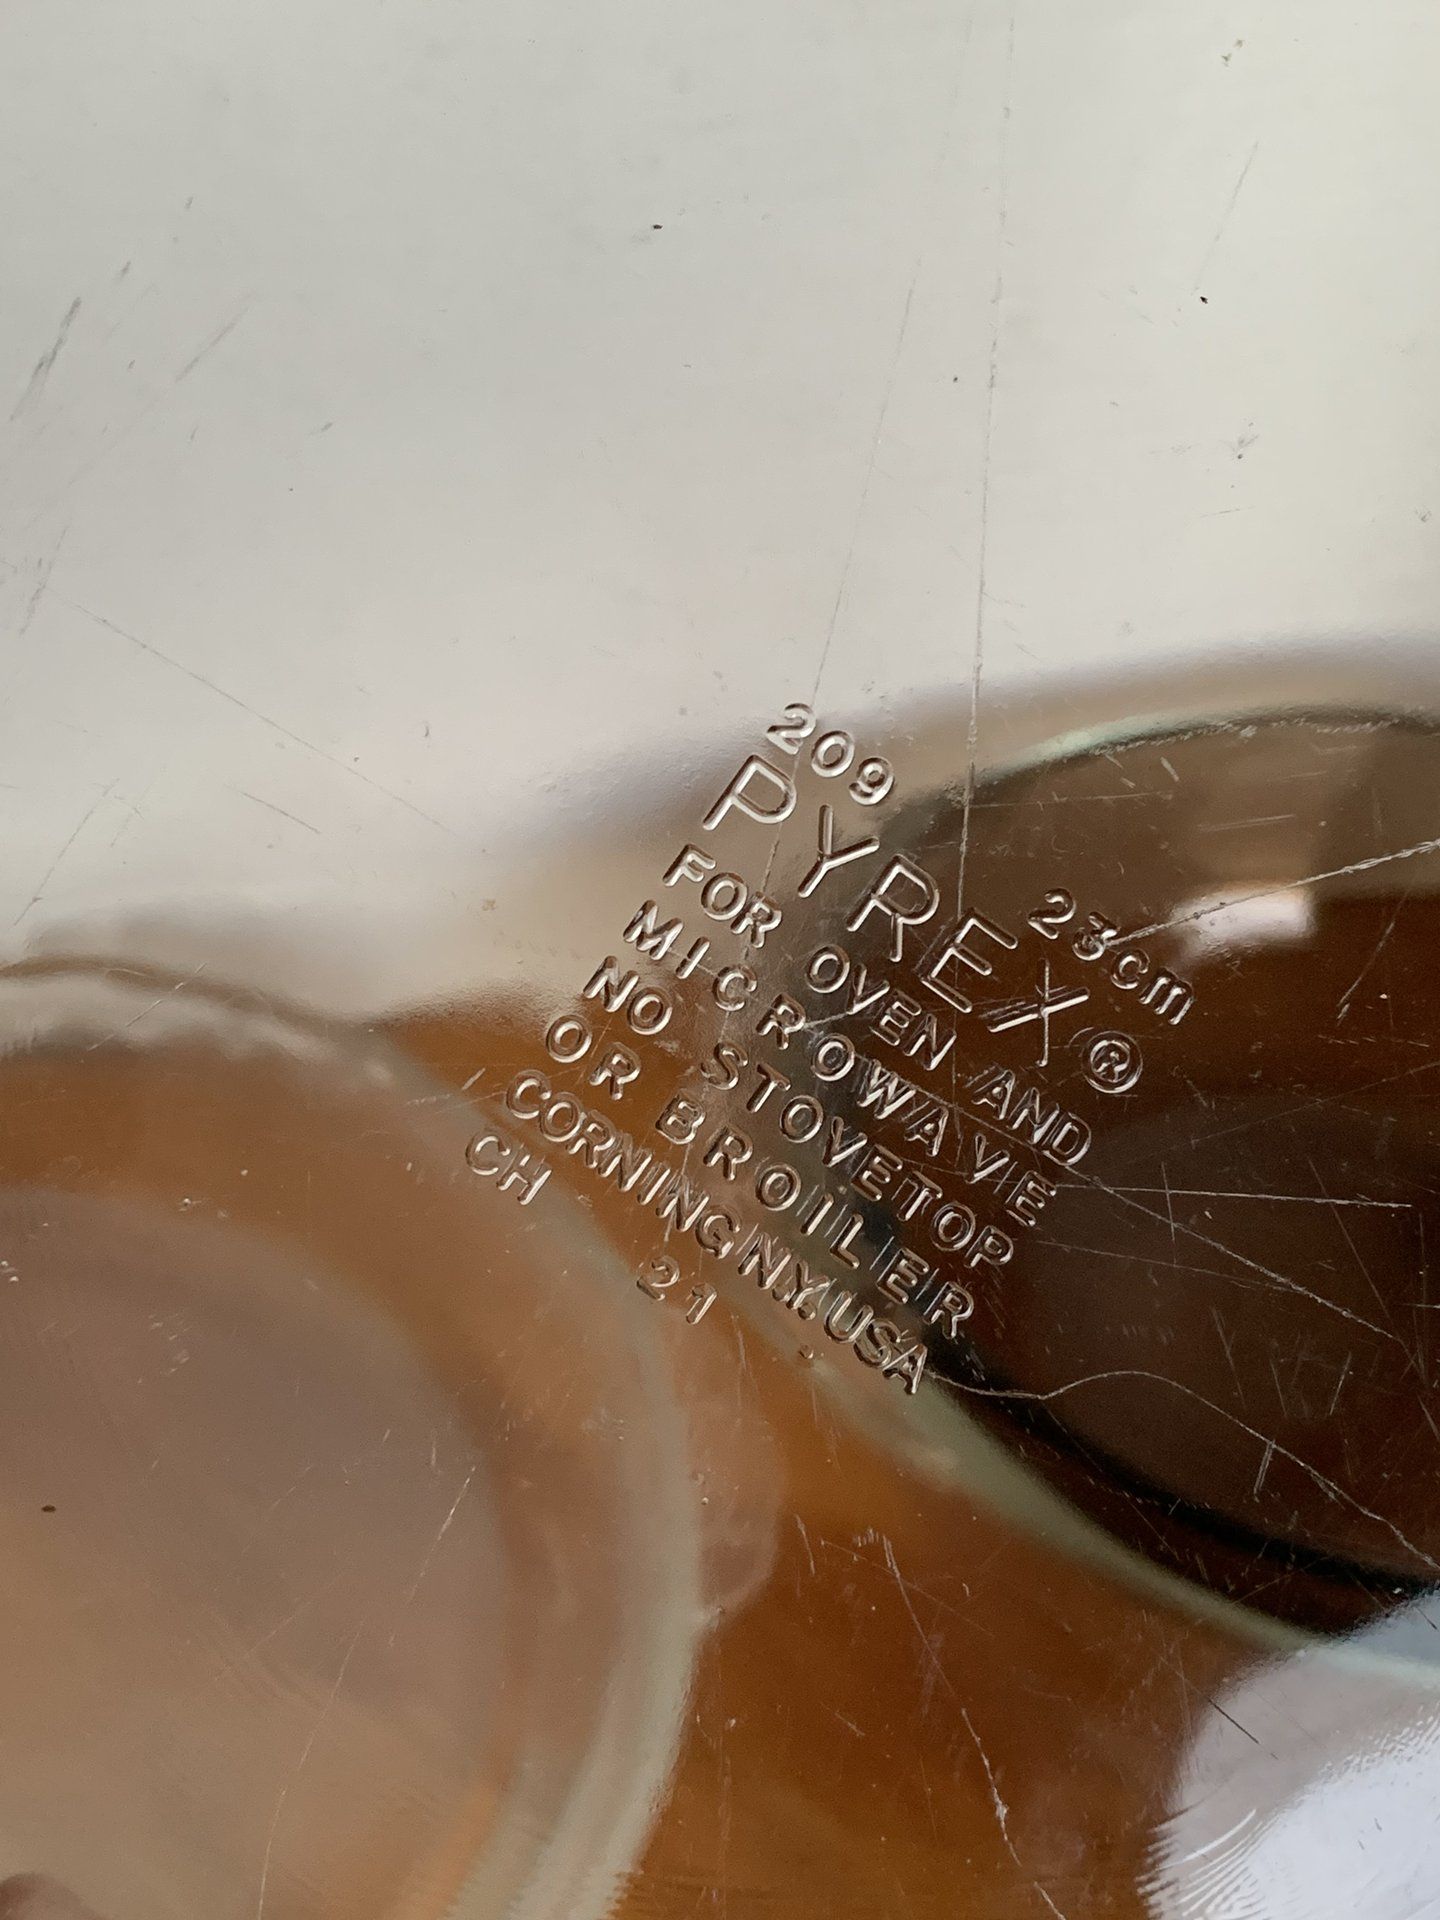 209
PYREX®
23cm
FOR OVEN AND
MICROWAVE
NO STOVETOP
OR BROILER
CORNING N.Y. USA
CH 21